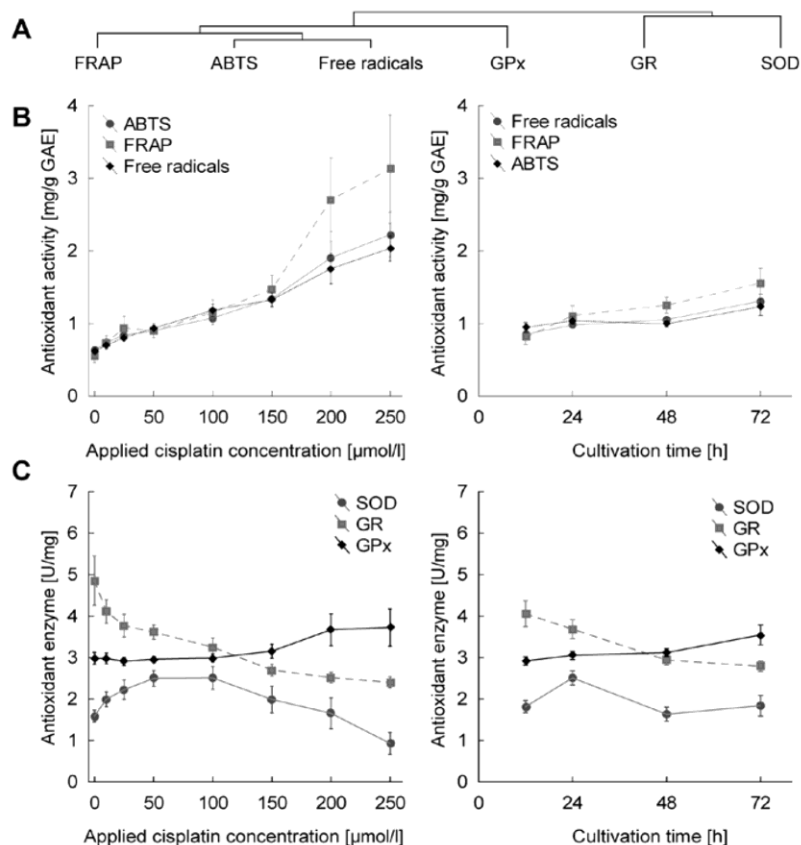 A
FRAP ABTS Free radicals GPx GR SOD
B
Antioxidant activity [mg/g GAE]
4
3
2
1
0
ABTS
FRAP
Free radicals
0 50 100 150 200 250
Applied cisplatin concentration [µmol/l]
Antioxidant activity [mg/g GAE]
4
3
2
1
0
Free radicals
FRAP
ABTS
0 24 48 72
Cultivation time [h]
C
Antioxidant enzyme [U/mg]
7
6
5
4
3
2
1
0
SOD
GR
GPx
0 50 100 150 200 250
Applied cisplatin concentration [µmol/l]
Antioxidant enzyme [U/mg]
7
6
5
4
3
2
1
0
SOD
GR
GPx
0 24 48 72
Cultivation time [h]